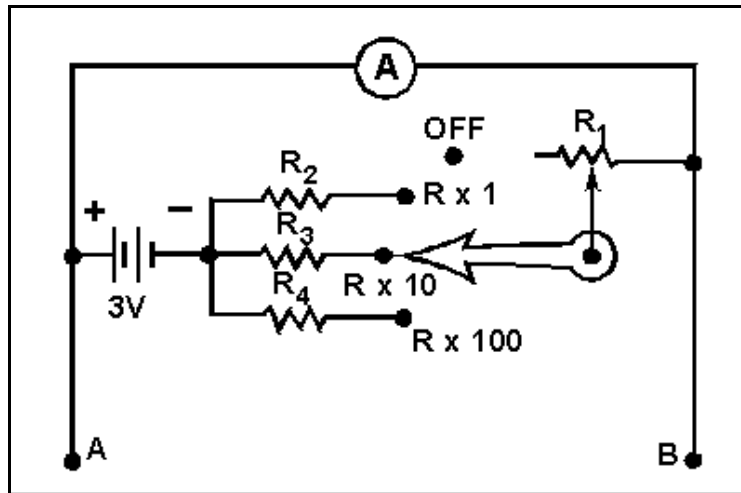 A
OFF
R1
R2
R x 1
+ −
R3
3V
R4
R x 10
R x 100
A
B